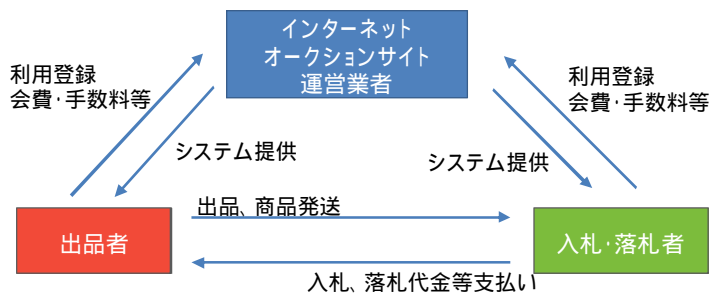 インターネット
オークションサイト
運営業者
利用登録
会費･手数料等
利用登録
会費･手数料等
システム提供
システム提供
出品、商品発送
出品者
入札･落札者
入札、落札代金等支払い